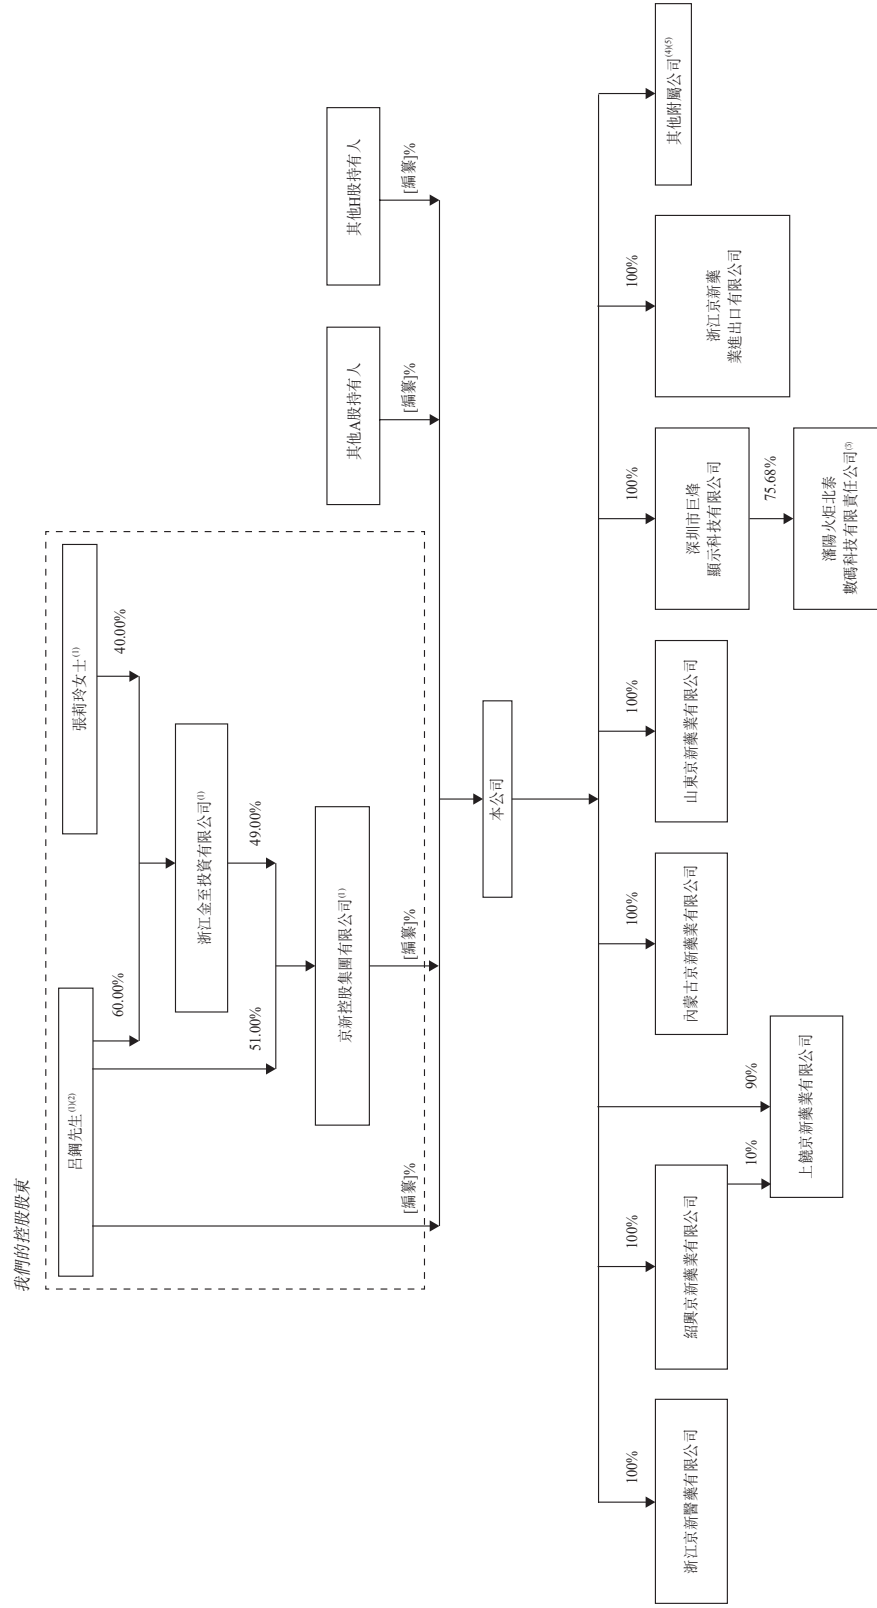 我們的控股股東
呂鋼先生(1)(2)
張莉玲女士(1)
60.00%
40.00%
浙江金至投資有限公司(1)
51.00%
49.00%
京新控股集團有限公司(1)
其他A股持有人
其他H股持有人
[編纂]%
[編纂]%
[編纂]%
[編纂]%
本公司
100%
100%
100%
100%
100%
100%
浙江京新醫藥有限公司
紹興京新藥業有限公司
內蒙古京新藥業有限公司
山東京新藥業有限公司
深圳市巨烽
顯示科技有限公司
浙江京新藥
業進出口有限公司
其他附屬公司(4)(5)
10%
90%
75.68%
上饒京新藥業有限公司
瀋陽火炬北泰
數碼科技有限責任公司(3)